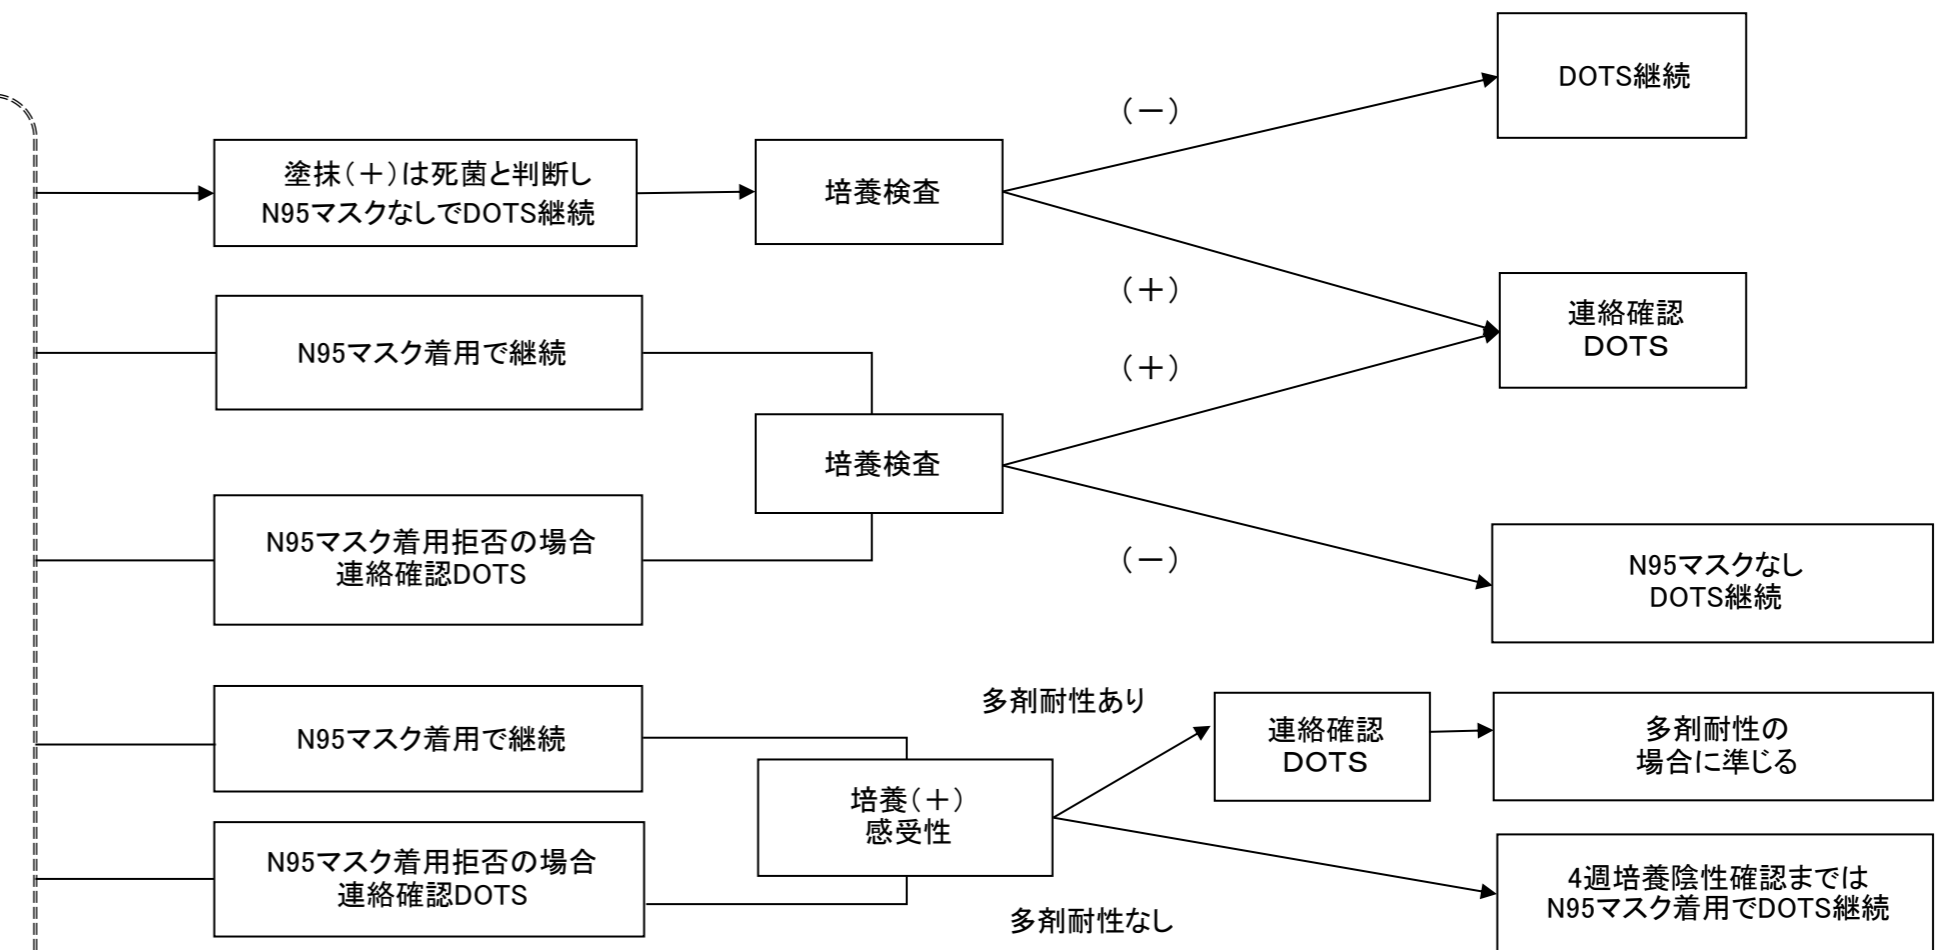 DOTS継続
(－)
塗抹(＋)は死菌と判断し
N95マスクなしでDOTS継続
培養検査
(＋)
連絡確認
DOTS
N95マスク着用で継続
(＋)
培養検査
N95マスク着用拒否の場合
連絡確認DOTS
(－)
N95マスクなし
DOTS継続
多剤耐性あり
N95マスク着用で継続
連絡確認
DOTS
多剤耐性の
場合に準じる
培養(＋)
感受性
N95マスク着用拒否の場合
連絡確認DOTS
多剤耐性なし
4週培養陰性確認までは
N95マスク着用でDOTS継続